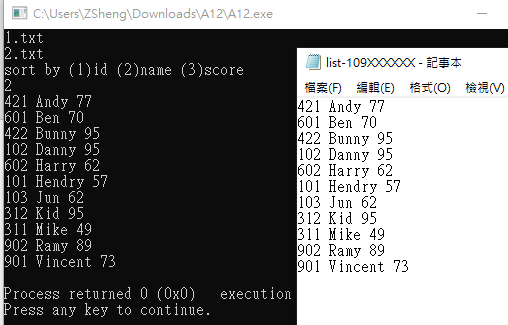 C:\Users\ZSheng\Downloads\A12\A12.exe
1.txt
2.txt
sort by (1)id (2)name (3)score
2
421 Andy 77
601 Ben 70
422 Bunny 95
102 Danny 95
602 Harry 62
101 Hendry 57
103 Jun 62
312 Kid 95
311 Mike 49
902 Ramy 89
901 Vincent 73
Process returned 0 (0x0) execution
Press any key to continue.
list-109XXXXXX - 記事本
檔案(F) 編輯(E) 格式(O) 檢視(V)
421 Andy 77
601 Ben 70
422 Bunny 95
102 Danny 95
602 Harry 62
101 Hendry 57
103 Jun 62
312 Kid 95
311 Mike 49
902 Ramy 89
901 Vincent 73